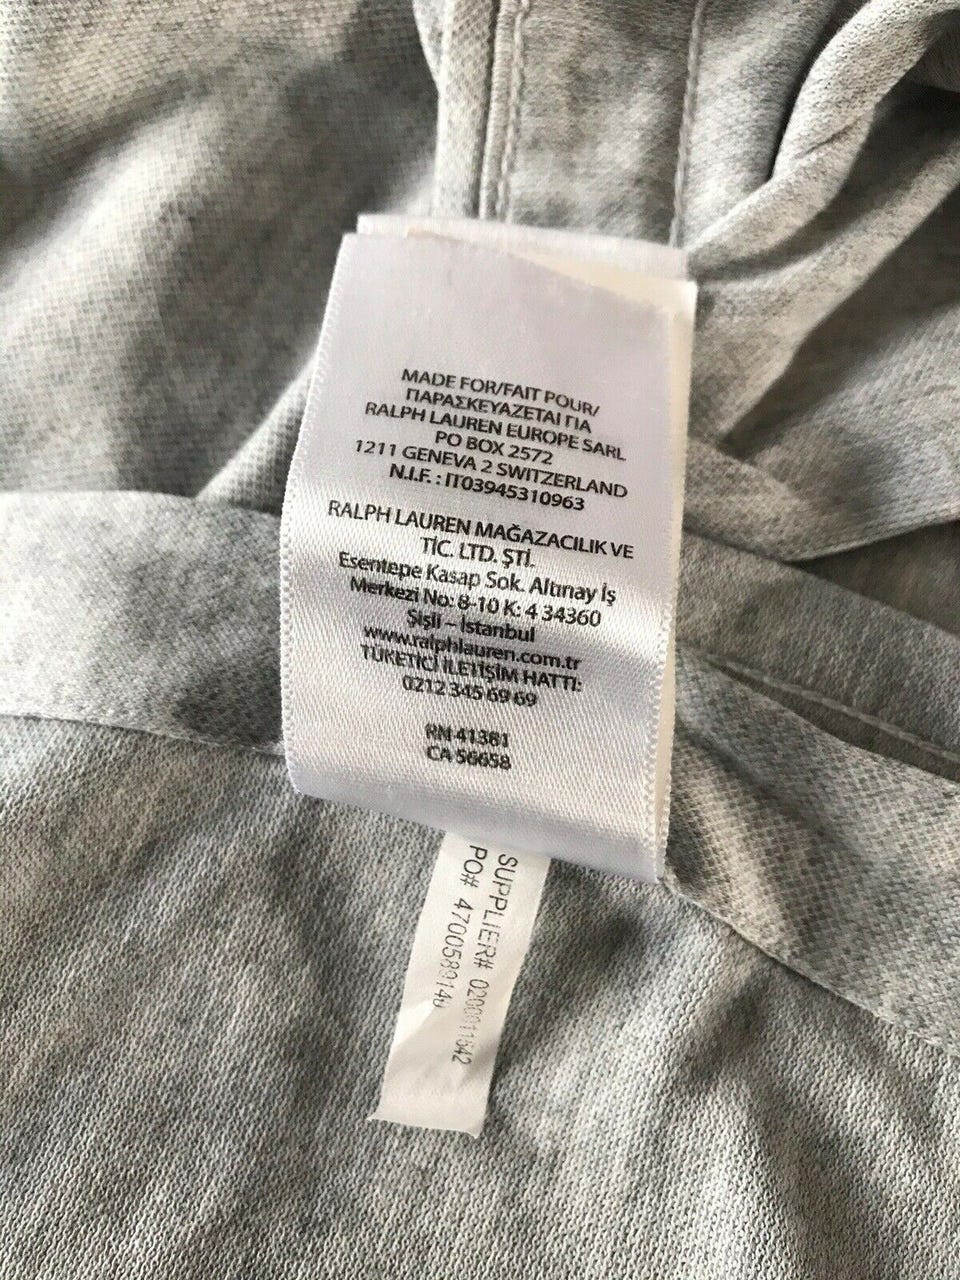 MADE FOR/FAIT POUR/
ΠΑΡΑΣΚΕΥΑΖΕΤΑΙ ΓΙΑ
RALPH LAUREN EUROPE SARL
PO BOX 2572
1211 GENEVA 2 SWITZERLAND
N.I.F. : IT03945310963
RALPH LAUREN MAĞAZACILIK VE
TİC. LTD. ŞTİ.
Esentepe Kasap Sok. Altınay İş
Merkezi No: 8-10 K: 4 34360
Şişli – İstanbul
www.ralphlauren.com.tr
TÜKETİCİ İLETİŞİM HATTI:
0212 345 69 69
RN 41381
CA 56658
SUPPLIER#
PO#